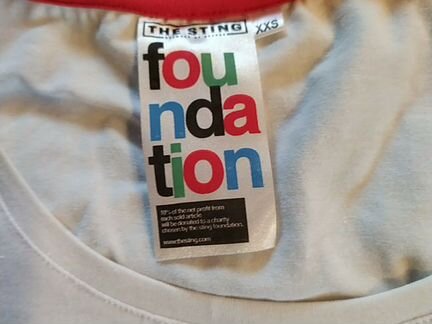 THE STING
XXS
fou
nda
tion
10% of the net profit from
each sold article
will be donated to a charity
chosen by the sting foundation.
www.thesting.com